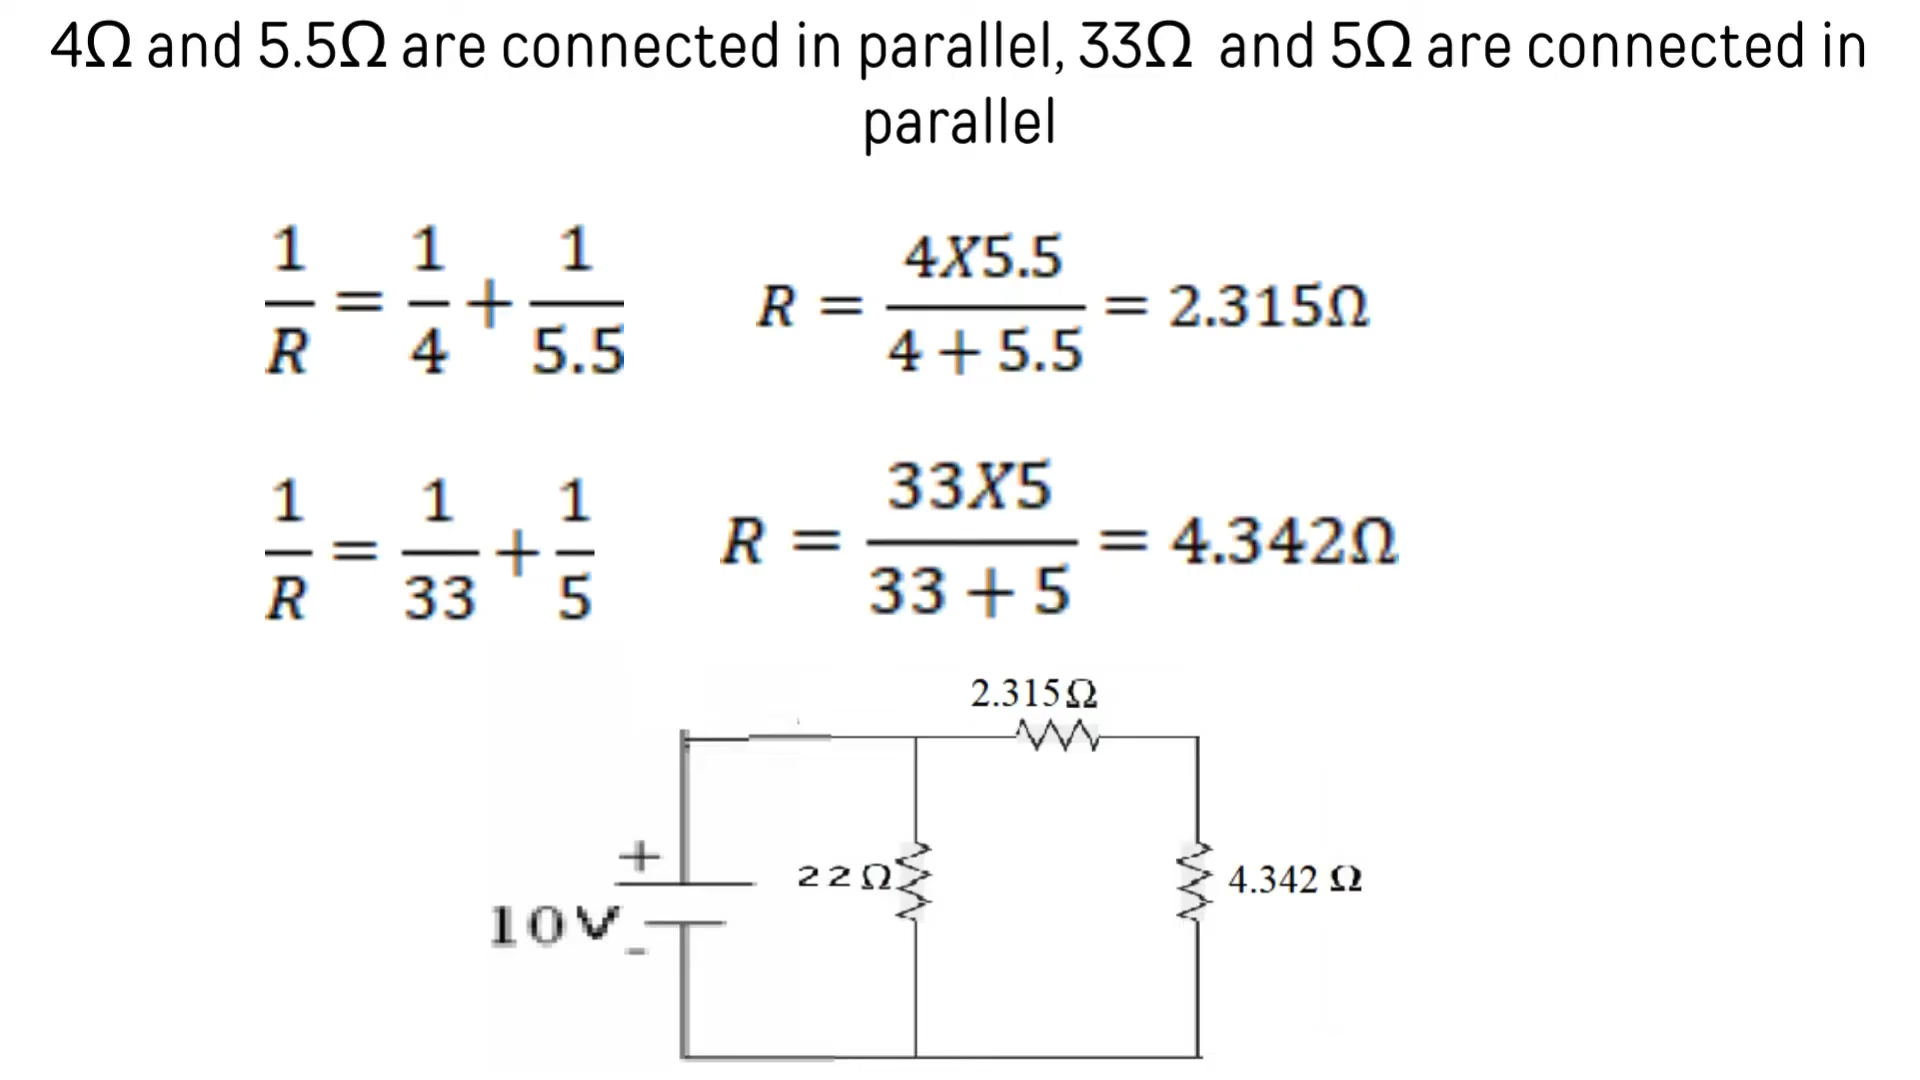 4Ω and 5.5Ω are connected in parallel, 33Ω and 5Ω are connected in
parallel
1/R = 1/4 + 1/5.5
R = 4X5.5/4 + 5.5 = 2.315Ω
1/R = 1/33 + 1/5
R = 33X5/33 + 5 = 4.342Ω
2.315Ω
+
22Ω
4.342 Ω
10V
-